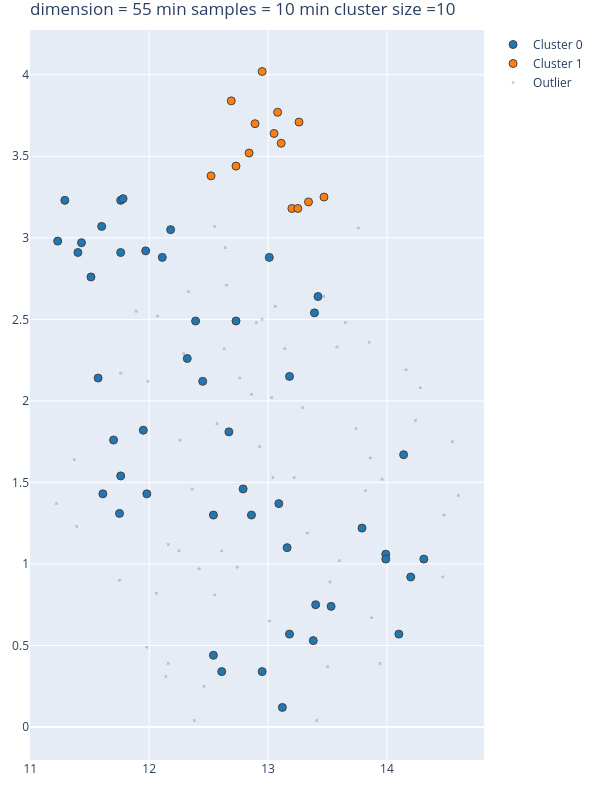 dimension = 55 min samples = 10 min cluster size =10
Cluster 0
Cluster 1
Outlier
4
3.5
3
2.5
2
1.5
1
0.5
0
11 12 13 14